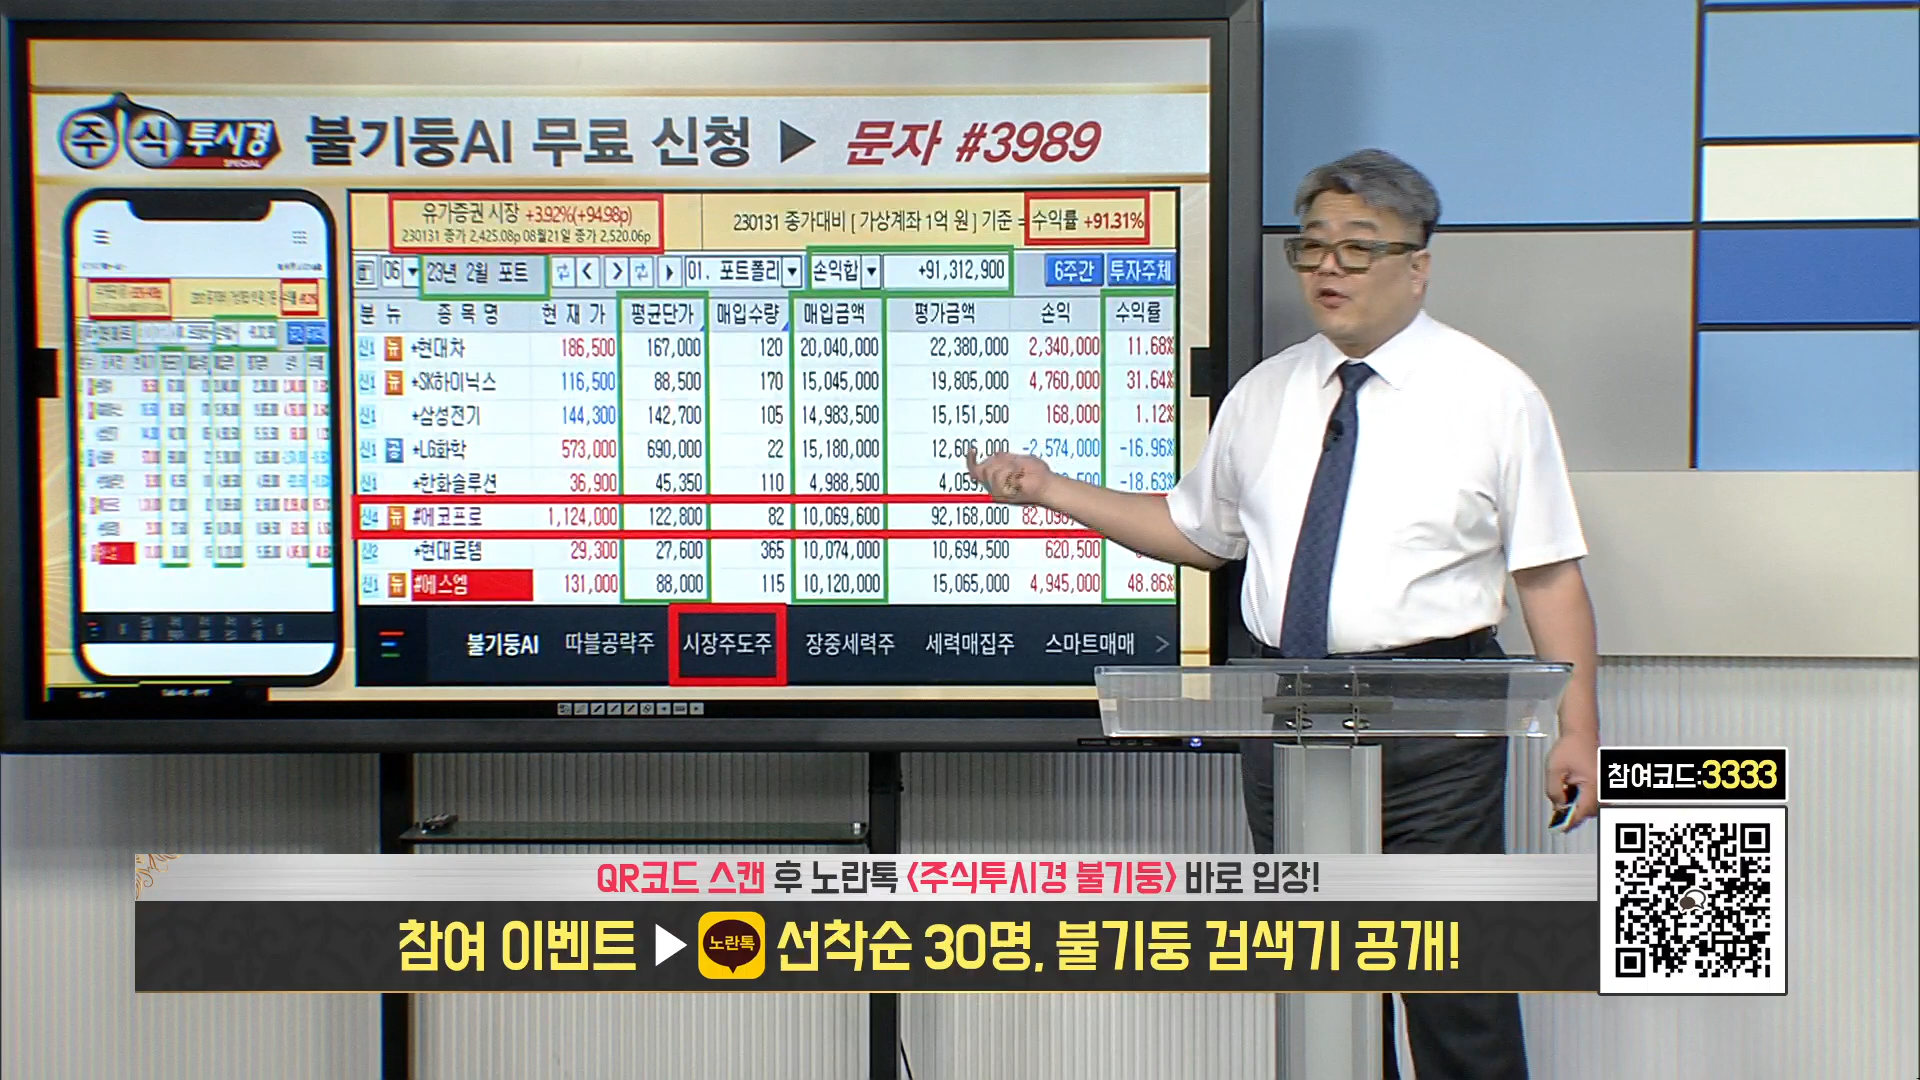 주식투시경 SPECIAL
불기둥AI 무료 신청 ▶ 문자 #3989
유가증권 시장 +3.92%(+94.98p)
230131 종가 2,425.08p 08월21일 종가 2,520.06p
230131 종가대비 [ 가상계좌 1억 원 ] 기준 = 수익률 +91.31%
06 23년 2월 포트 01. 포트폴리 손익합 +91,312,900 6주간 투자주체
분 뉴 종목명 현재가 평균단가 매입수량 매입금액 평가금액 손익 수익률
신1 뉴 *현대차 186,500 167,000 120 20,040,000 22,380,000 2,340,000 11.68%
신1 뉴 *SK하이닉스 116,500 88,500 170 15,045,000 19,805,000 4,760,000 31.64%
신1 *삼성전기 144,300 142,700 105 14,983,500 15,151,500 168,000 1.12%
신1 공 *LG화학 573,000 690,000 22 15,180,000 12,606,000 -2,574,000 -16.96%
신1 *한화솔루션 36,900 45,350 110 4,988,500 -18.63%
신4 뉴 #에코프로 1,124,000 122,800 82 10,069,600 92,168,000
신2 *현대로템 29,300 27,600 365 10,074,000 10,694,500 620,500
신1 뉴 #에스엠 131,000 88,000 115 10,120,000 15,065,000 4,945,000 48.86%
불기둥AI 따블공략주 시장주도주 장중세력주 세력매집주 스마트매매
참여코드:3333
QR코드 스캔 후 노란톡 <주식투시경 불기둥> 바로 입장!
참여 이벤트 ▶ 노란톡 선착순 30명, 불기둥 검색기 공개!